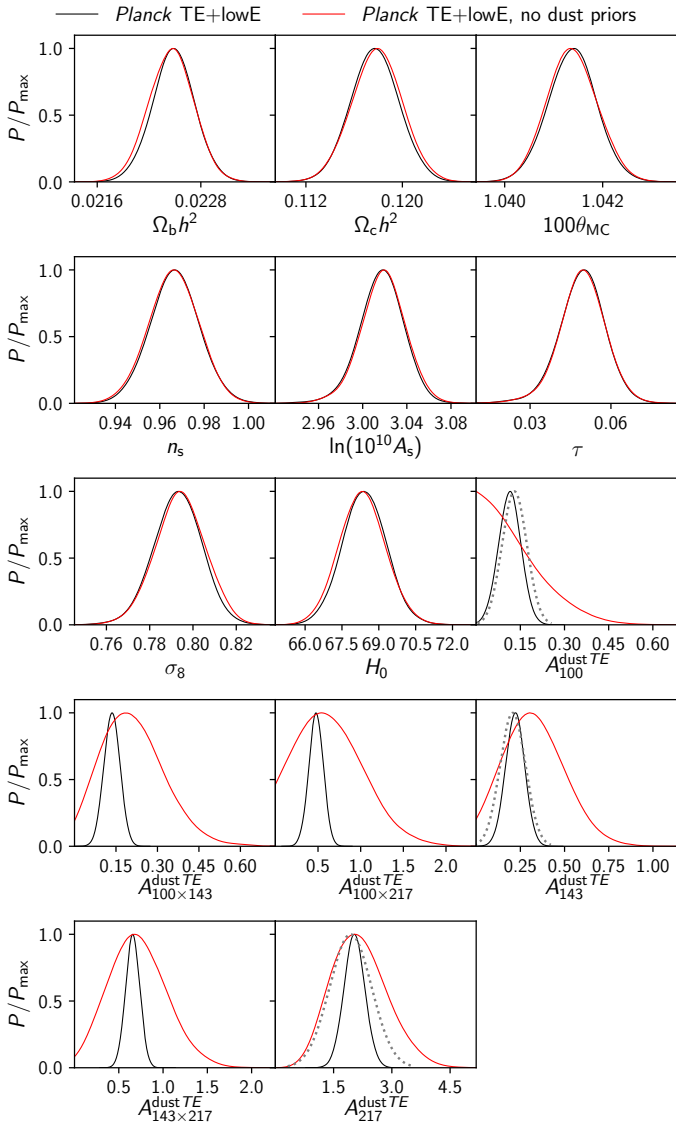 Planck TE+lowE Planck TE+lowE, no dust priors
P/P_max
1.0
0.5
0.0
0.0216 0.0228 0.112 0.120 1.040 1.042
Ω_b h² Ω_c h² 100θ_MC
P/P_max
1.0
0.5
0.0
0.94 0.96 0.98 1.00 2.96 3.00 3.04 3.08 0.03 0.06
n_s ln(10¹⁰A_s) τ
P/P_max
1.0
0.5
0.0
0.76 0.78 0.80 0.82 66.0 67.5 69.0 70.5 72.0 0.15 0.30 0.45 0.60
σ_8 H_0 A_100^dust TE
P/P_max
1.0
0.5
0.0
0.15 0.30 0.45 0.60 0.5 1.0 1.5 2.0 0.25 0.50 0.75 1.00
A_100×143^dust TE A_100×217^dust TE A_143^dust TE
P/P_max
1.0
0.5
0.0
0.5 1.0 1.5 2.0 1.5 3.0 4.5
A_143×217^dust TE A_217^dust TE